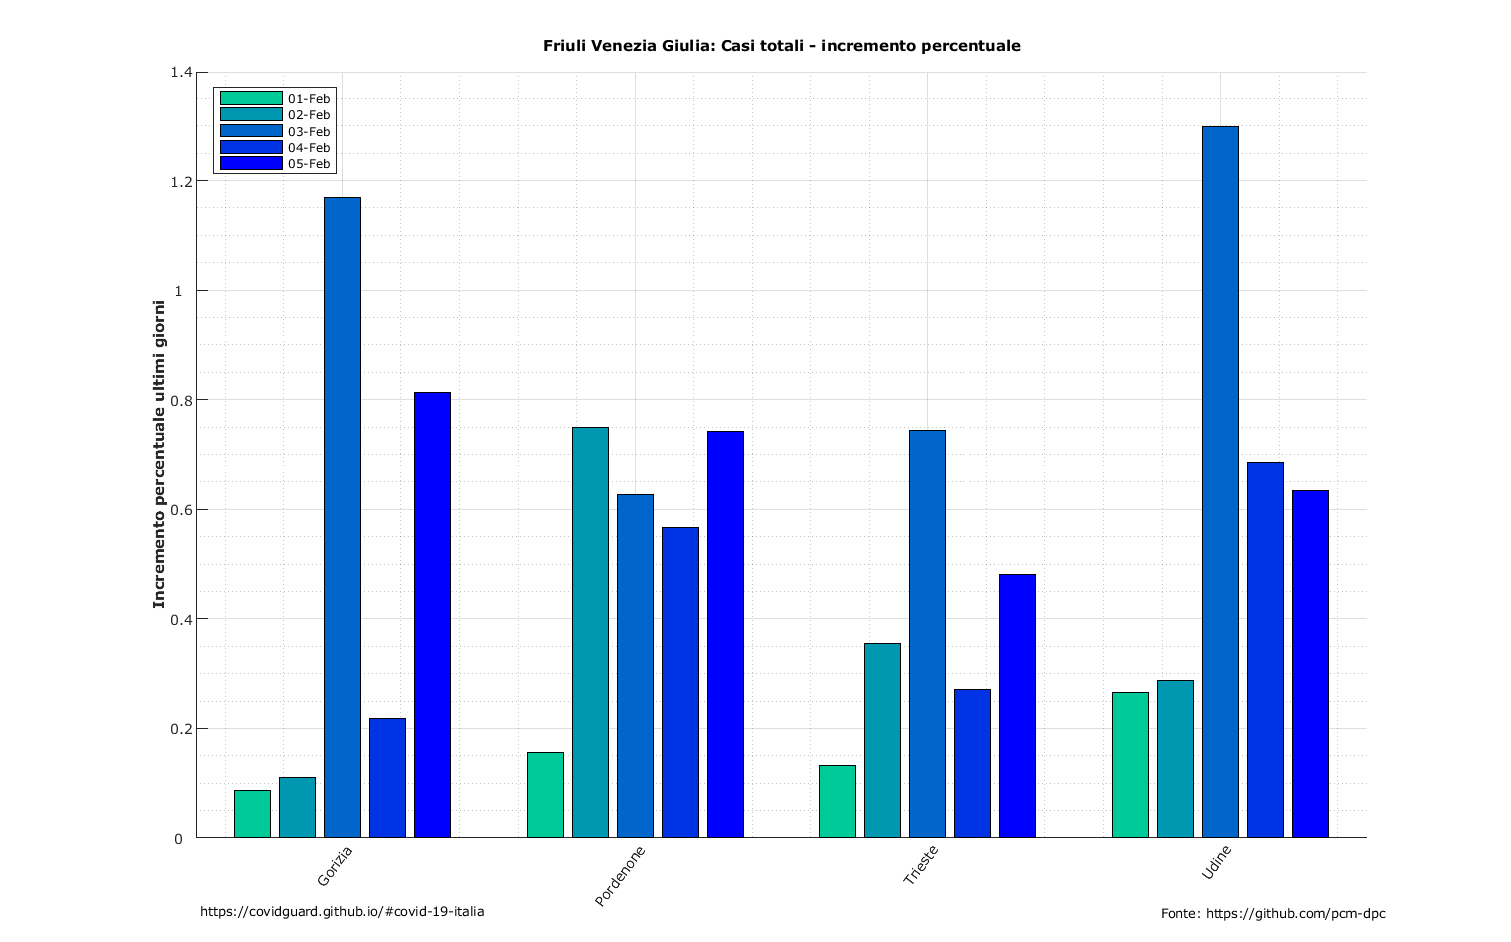 Friuli Venezia Giulia: Casi totali - incremento percentuale
1.4
1.2
1
0.8
0.6
0.4
0.2
0
Incremento percentuale ultimi giorni
01-Feb
02-Feb
03-Feb
04-Feb
05-Feb
Gorizia
Pordenone
Trieste
Udine
https://covidguard.github.io/#covid-19-italia
Fonte: https://github.com/pcm-dpc